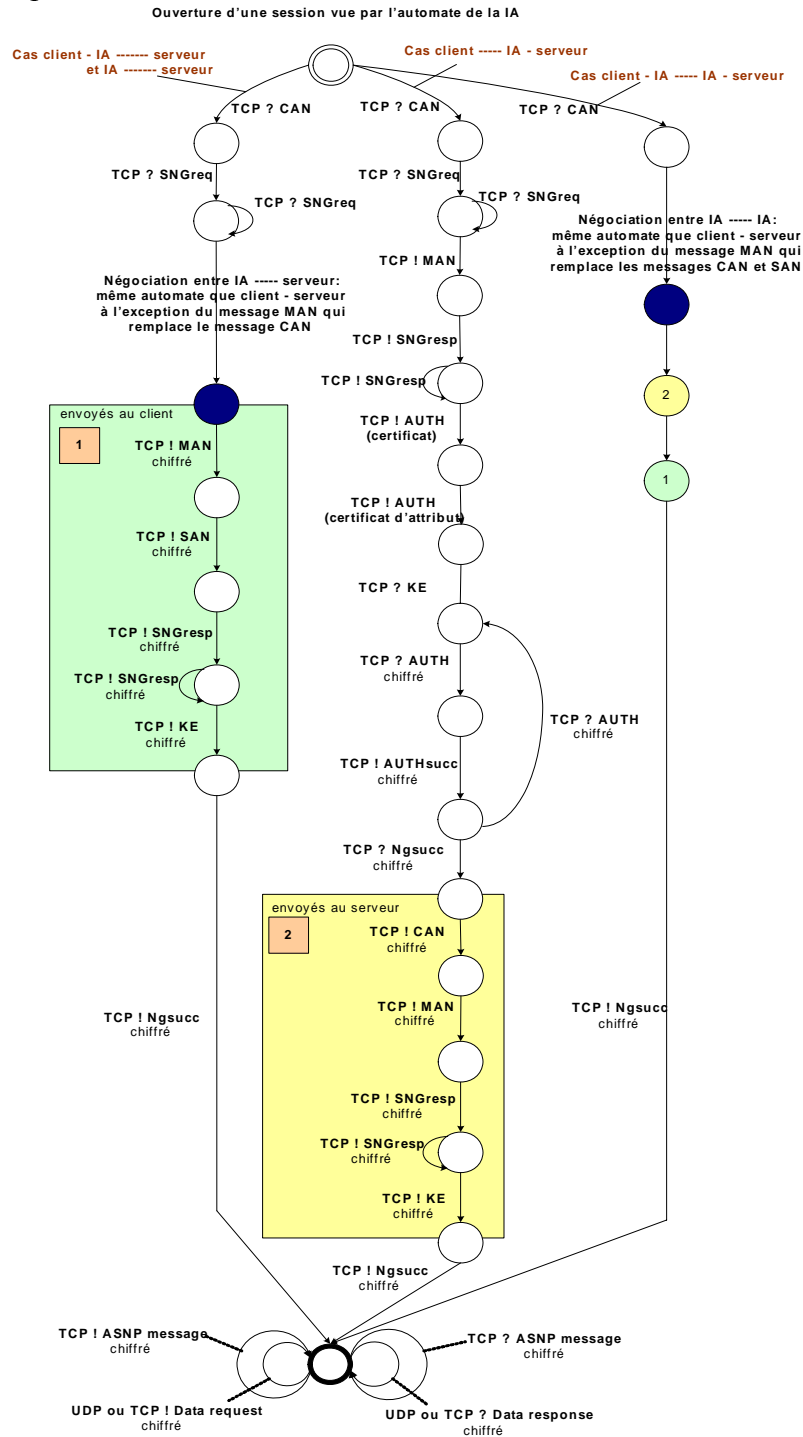 Ouverture d'une session vue par l'automate de la IA
Cas client - IA ------- serveur
et IA ------- serveur
Cas client ----- IA - serveur
Cas client - IA ----- IA - serveur
TCP ? CAN
TCP ? CAN
TCP ? CAN
TCP ? SNGreq
TCP ? SNGreq
TCP ? SNGreq
TCP ? SNGreq
Négociation entre IA ----- IA:
même automate que client - serveur
à l'exception du message MAN qui
remplace les messages CAN et SAN
TCP ! MAN
Négociation entre IA ----- serveur:
même automate que client - serveur
à l'exception du message MAN qui
remplace le message CAN
TCP ! SNGresp
TCP ! SNGresp
2
envoyés au client
1
TCP ! MAN
chiffré
TCP ! AUTH
(certificat)
1
TCP ! AUTH
(certificat d'attribut)
TCP ! SAN
chiffré
TCP ? KE
TCP ! SNGresp
chiffré
TCP ! SNGresp
chiffré
TCP ? AUTH
chiffré
TCP ! KE
chiffré
TCP ? AUTH
chiffré
TCP ! AUTHsucc
chiffré
TCP ? Ngsucc
chiffré
envoyés au serveur
2
TCP ! CAN
chiffré
TCP ! MAN
chiffré
TCP ! Ngsucc
chiffré
TCP ! Ngsucc
chiffré
TCP ! SNGresp
chiffré
TCP ! SNGresp
chiffré
TCP ! KE
chiffré
TCP ! Ngsucc
chiffré
TCP ! ASNP message
chiffré
TCP ? ASNP message
chiffré
UDP ou TCP ! Data request
chiffré
UDP ou TCP ? Data response
chiffré